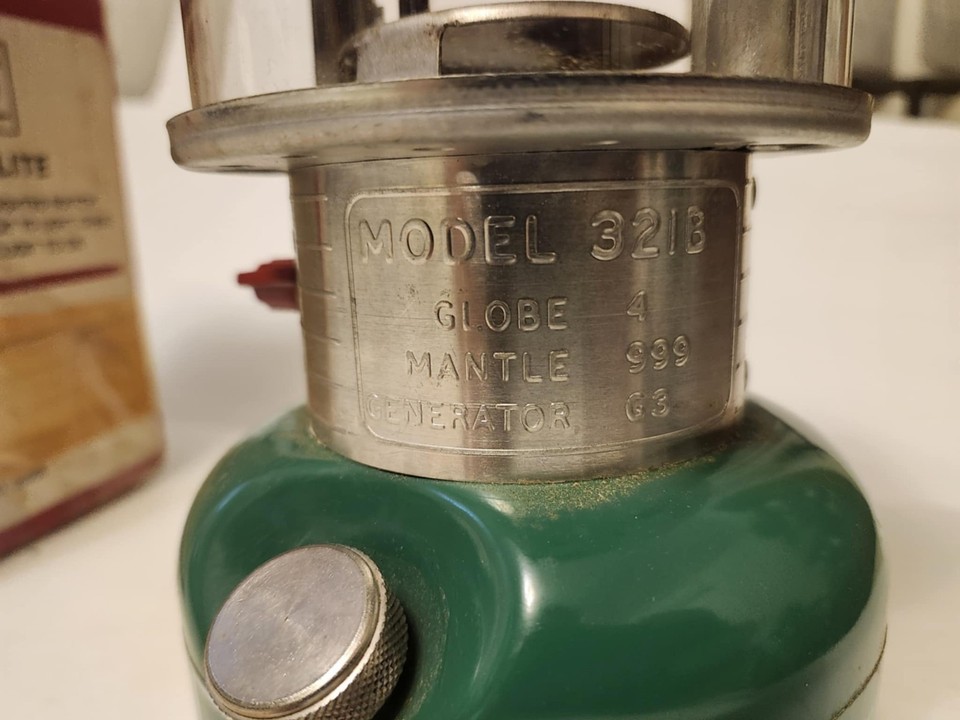 MODEL 321B
GLOBE 4
MANTLE 999
GENERATOR G3